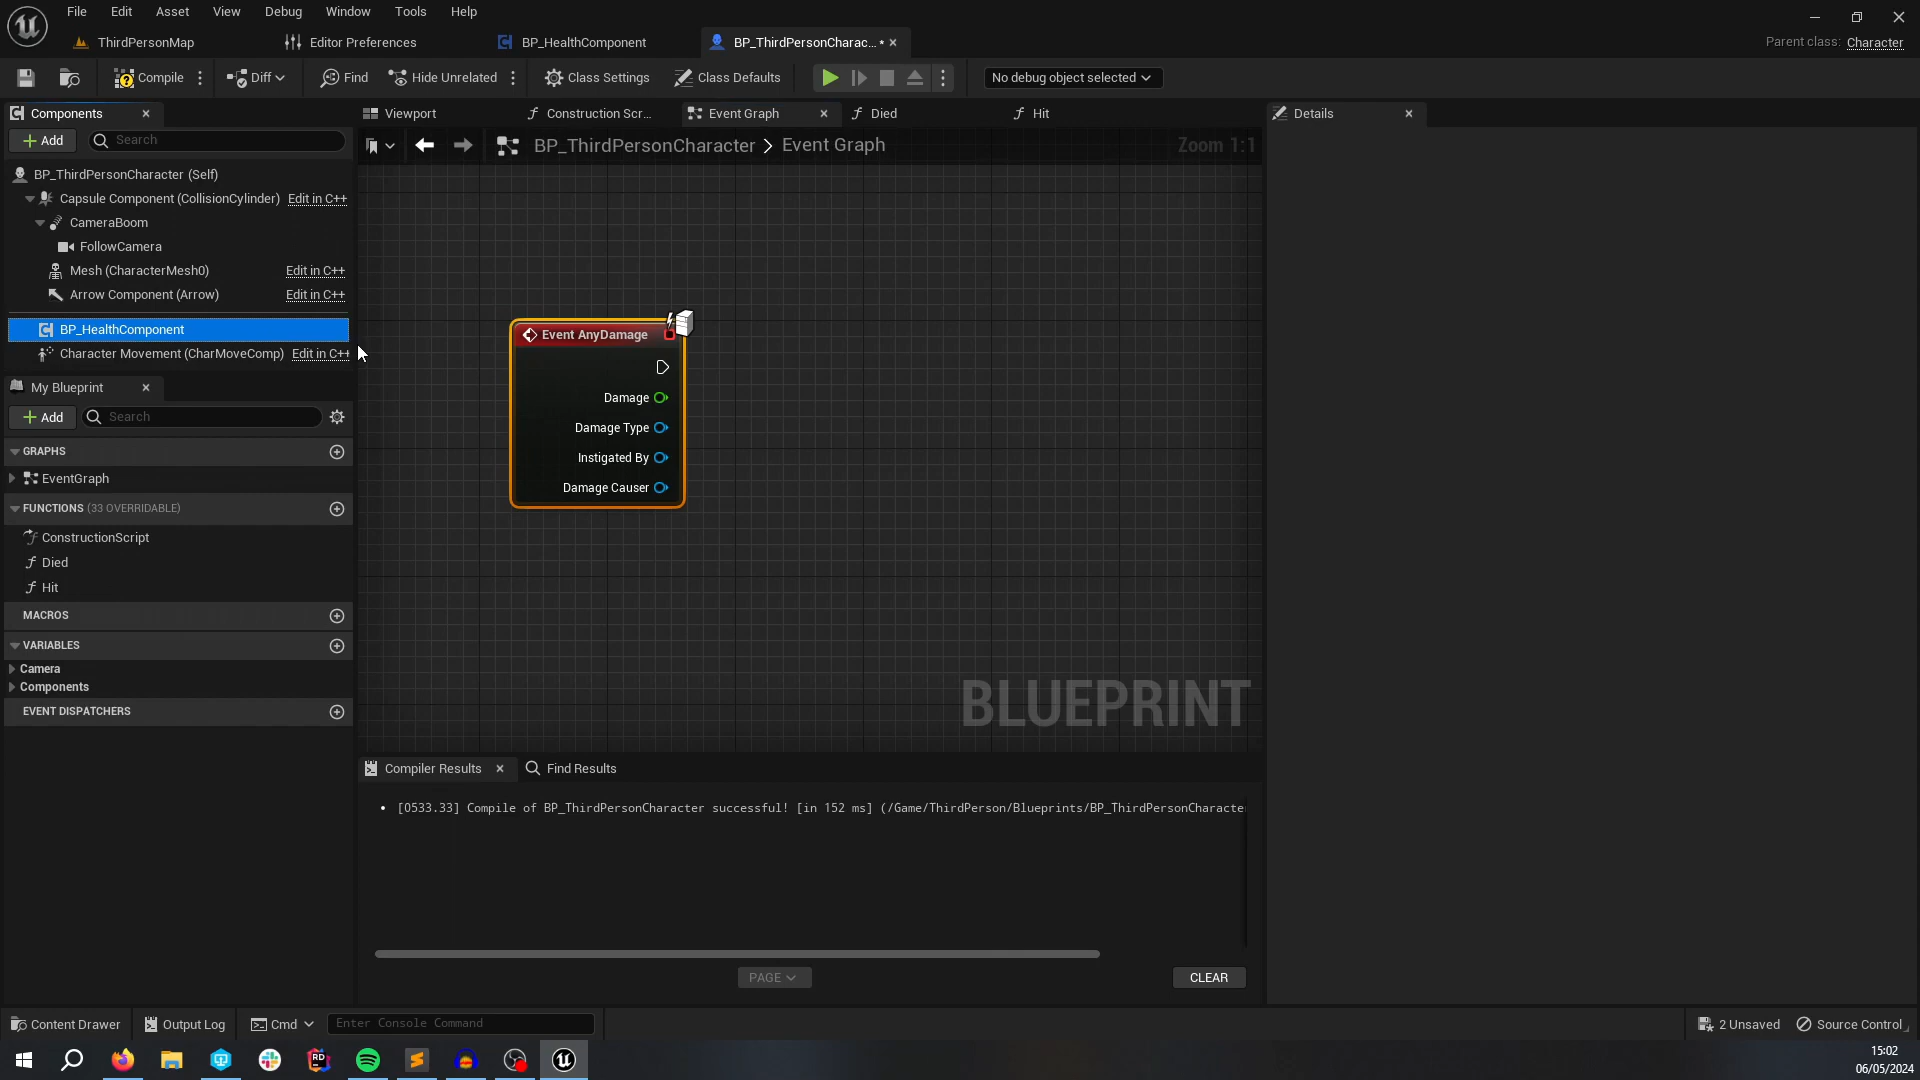 File Edit Asset View Debug Window Tools Help
ThirdPersonMap Editor Preferences BP_HealthComponent BP_ThirdPersonCharac... • Parent class: Character
Compile Diff Find Hide Unrelated Class Settings Class Defaults No debug object selected
Components Viewport Construction Scr... Event Graph Died Hit Details
Add Search BP_ThirdPersonCharacter > Event Graph Zoom 1:1
BP_ThirdPersonCharacter (Self)
Capsule Component (CollisionCylinder) Edit in C++
CameraBoom
FollowCamera
Mesh (CharacterMesh0) Edit in C++
Arrow Component (Arrow) Edit in C++
BP_HealthComponent
Character Movement (CharMoveComp) Edit in C++
Event AnyDamage
Damage
Damage Type
Instigated By
Damage Causer
My Blueprint
Add Search
GRAPHS
EventGraph
FUNCTIONS (33 OVERRIDABLE)
ConstructionScript
Died
Hit
MACROS
VARIABLES
Camera
Components
EVENT DISPATCHERS
BLUEPRINT
Compiler Results Find Results
• [0533.33] Compile of BP_ThirdPersonCharacter successful! [in 152 ms] (/Game/ThirdPerson/Blueprints/BP_ThirdPersonCharacte
PAGE CLEAR
Content Drawer Output Log Cmd Enter Console Command 2 Unsaved Source Control
15:02
06/05/2024